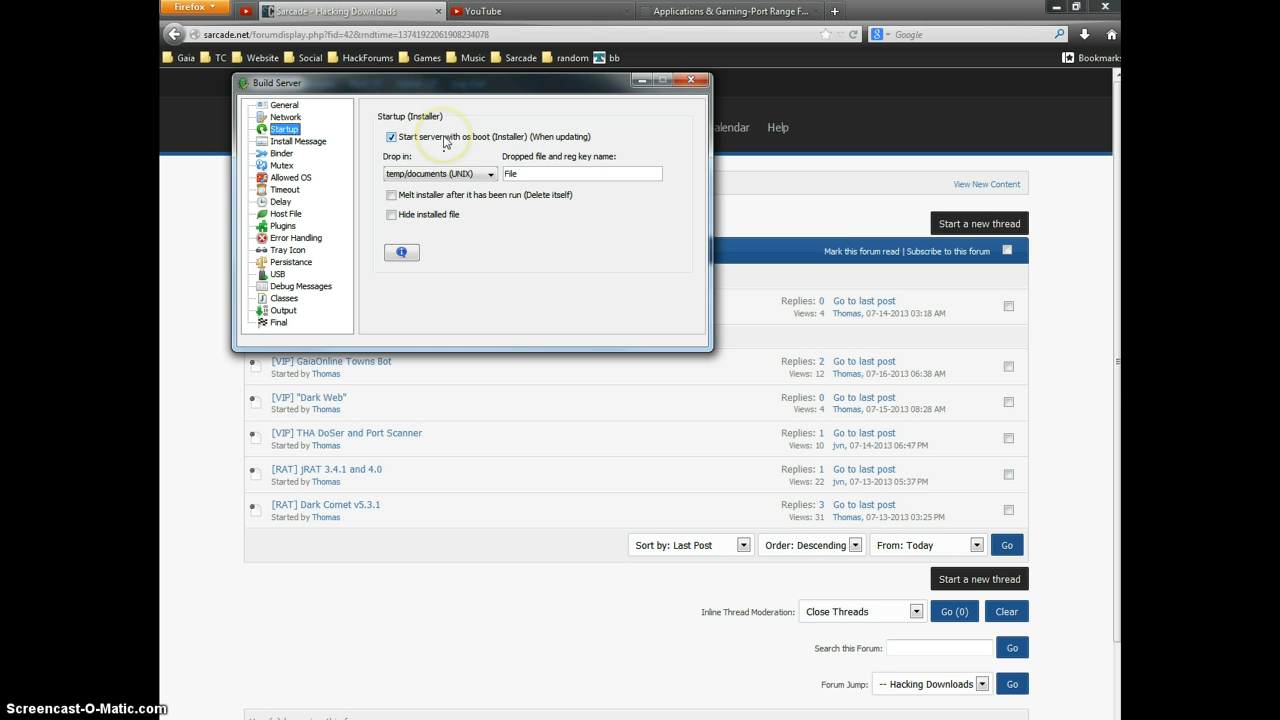 Firefox
Sarcade - Hacking Downloads
YouTube
Applications & Gaming-Port Range F...
sarcade.net/forumdisplay.php?fid=42&rndtime=13741922061908234078
Google
Gaia
TC
Website
Social
HackForums
Games
Music
Sarcade
random
bb
Bookmarks
Build Server
General
Network
Startup
Install Message
Binder
Mutex
Allowed OS
Timeout
Delay
Host File
Plugins
Error Handling
Tray Icon
Persistance
USB
Debug Messages
Classes
Output
Final
Startup (Installer)
Start server with os boot (Installer) (When updating)
Drop in:
Dropped file and reg key name:
temp/documents (UNIX)
File
Melt installer after it has been run (Delete itself)
Hide installed file
alendar
Help
View New Content
Start a new thread
Mark this forum read | Subscribe to this forum
Replies: 0
Go to last post
Views: 4
Thomas, 07-14-2013 03:18 AM
[VIP] GaiaOnline Towns Bot
Started by Thomas
Replies: 2
Go to last post
Views: 12
Thomas, 07-16-2013 06:38 AM
[VIP] "Dark Web"
Started by Thomas
Replies: 0
Go to last post
Views: 4
Thomas, 07-15-2013 08:28 AM
[VIP] THA DoSer and Port Scanner
Started by Thomas
Replies: 1
Go to last post
Views: 10
jvn, 07-14-2013 06:47 PM
[RAT] jRAT 3.4.1 and 4.0
Started by Thomas
Replies: 1
Go to last post
Views: 22
jvn, 07-13-2013 05:37 PM
[RAT] Dark Comet v5.3.1
Started by Thomas
Replies: 3
Go to last post
Views: 31
Thomas, 07-13-2013 03:25 PM
Sort by: Last Post
Order: Descending
From: Today
Go
Start a new thread
Inline Thread Moderation:
Close Threads
Go (0)
Clear
Search this Forum:
Go
Forum Jump:
-- Hacking Downloads
Go
Screencast-O-Matic.com